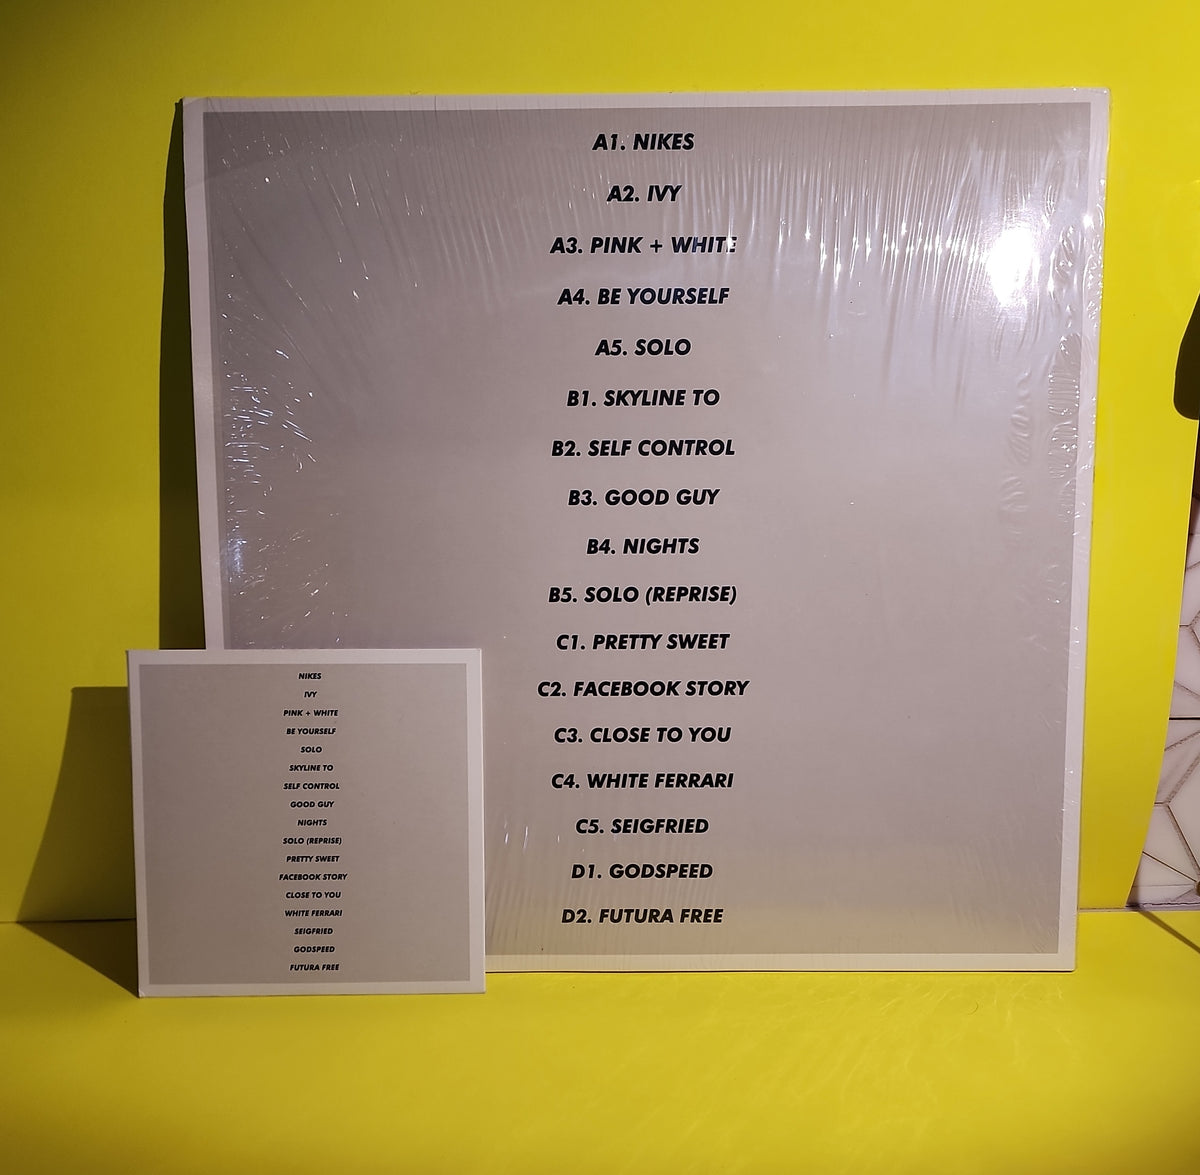 A1. NIKES
A2. IVY
A3. PINK + WHITE
A4. BE YOURSELF
A5. SOLO
B1. SKYLINE TO
B2. SELF CONTROL
B3. GOOD GUY
B4. NIGHTS
B5. SOLO (REPRISE)
C1. PRETTY SWEET
C2. FACEBOOK STORY
C3. CLOSE TO YOU
C4. WHITE FERRARI
C5. SEIGFRIED
D1. GODSPEED
D2. FUTURA FREE
NIKES
IVY
PINK + WHITE
BE YOURSELF
SOLO
SKYLINE TO
SELF CONTROL
GOOD GUY
NIGHTS
SOLO (REPRISE)
PRETTY SWEET
FACEBOOK STORY
CLOSE TO YOU
WHITE FERRARI
SEIGFRIED
GODSPEED
FUTURA FREE